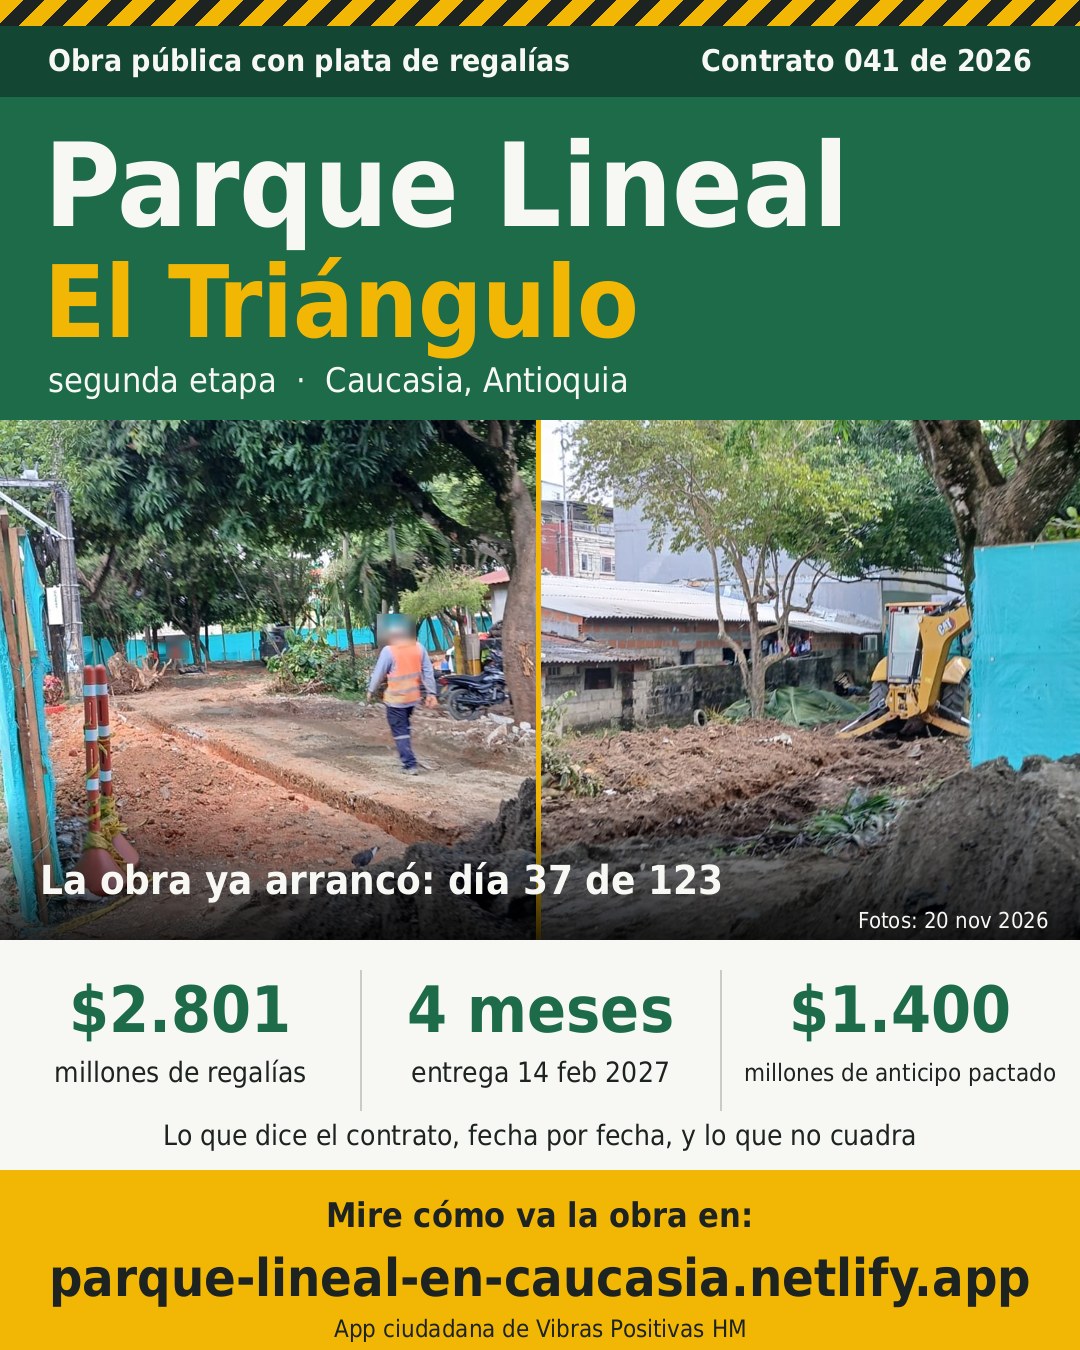 Obra pública con plata de regalías
Contrato 041 de 2026
Parque Lineal
El Triángulo
segunda etapa · Caucasia, Antioquia
CAT
La obra ya arrancó: día 37 de 123
Fotos: 20 nov 2026
$2.801
millones de regalías
4 meses
entrega 14 feb 2027
$1.400
millones de anticipo pactado
Lo que dice el contrato, fecha por fecha, y lo que no cuadra
Mire cómo va la obra en:
parque-lineal-en-caucasia.netlify.app
App ciudadana de Vibras Positivas HM